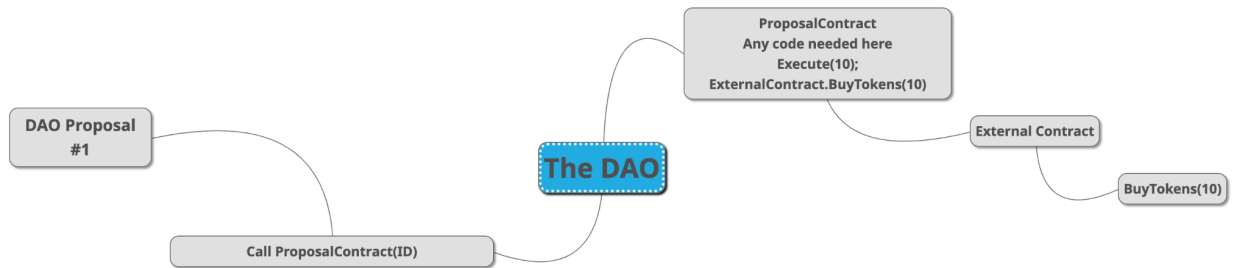 DAO Proposal
#1
Call ProposalContract(ID)
The DAO
ProposalContract
Any code needed here
Execute(10);
ExternalContract.BuyTokens(10)
External Contract
BuyTokens(10)